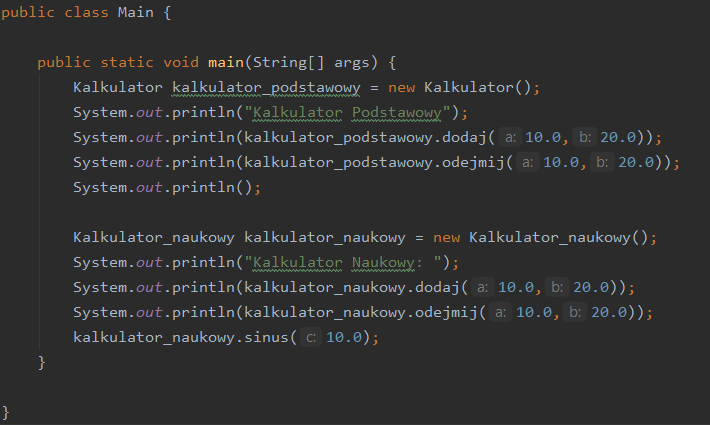 public class Main {
public static void main(String[] args) {
Kalkulator kalkulator_podstawowy = new Kalkulator();
System.out.println("Kalkulator Podstawowy");
System.out.println(kalkulator_podstawowy.dodaj( a: 10.0, b: 20.0));
System.out.println(kalkulator_podstawowy.odejmij( a: 10.0, b: 20.0));
System.out.println();
Kalkulator_naukowy kalkulator_naukowy = new Kalkulator_naukowy();
System.out.println("Kalkulator Naukowy: ");
System.out.println(kalkulator_naukowy.dodaj( a: 10.0, b: 20.0));
System.out.println(kalkulator_naukowy.odejmij( a: 10.0, b: 20.0));
kalkulator_naukowy.sinus( c: 10.0);
}
}